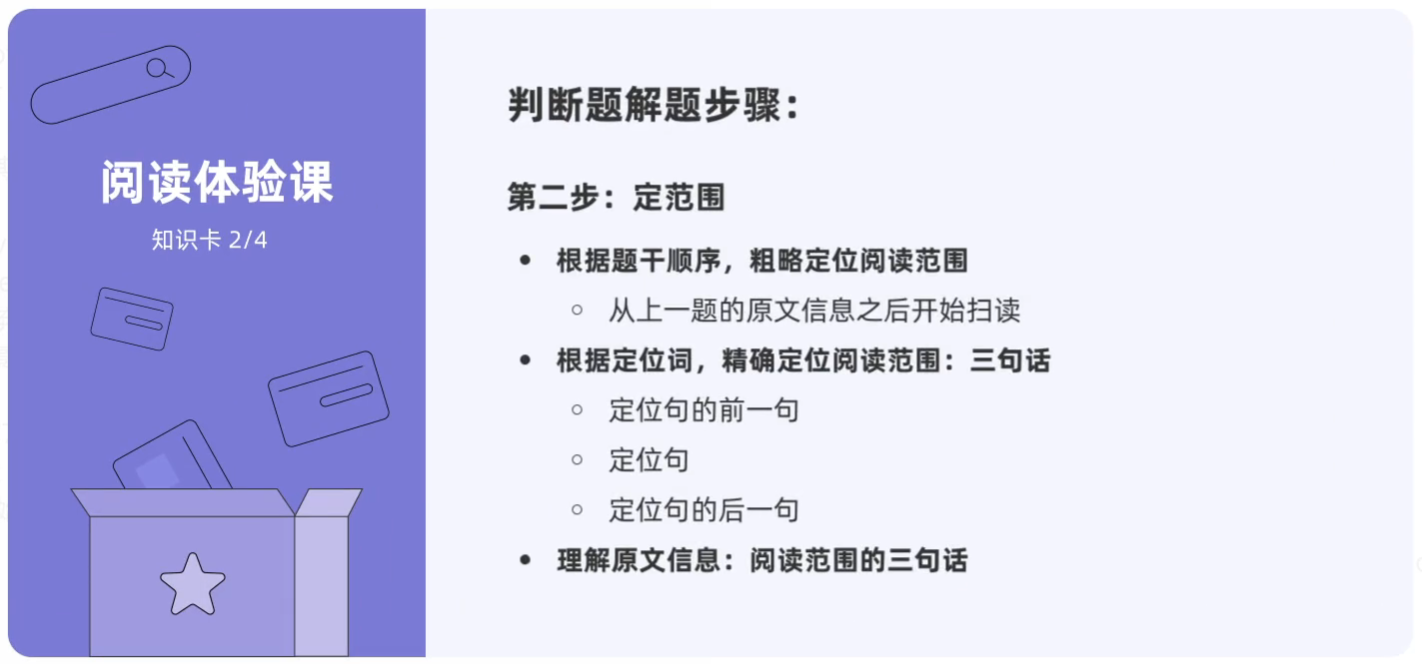 阅读体验课
知识卡 2/4
判断题解题步骤：
第二步：定范围
根据题干顺序，粗略定位阅读范围
从上一题的原文信息之后开始扫读
根据定位词，精确定位阅读范围：三句话
定位句的前一句
定位句
定位句的后一句
理解原文信息：阅读范围的三句话